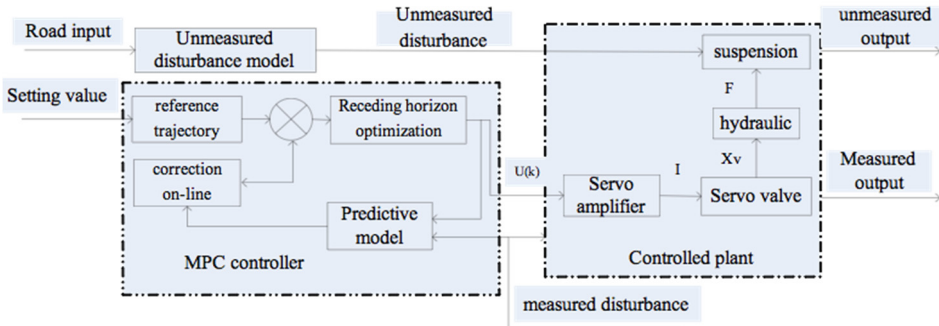 Road input
Unmeasured
disturbance model
Unmeasured
disturbance
unmeasured
output
suspension
F
hydraulic
Xv
Setting value
reference
trajectory
Receding horizon
optimization
correction
on-line
Predictive
model
MPC controller
U(k)
Servo
amplifier
I
Servo valve
Measured
output
Controlled plant
measured disturbance